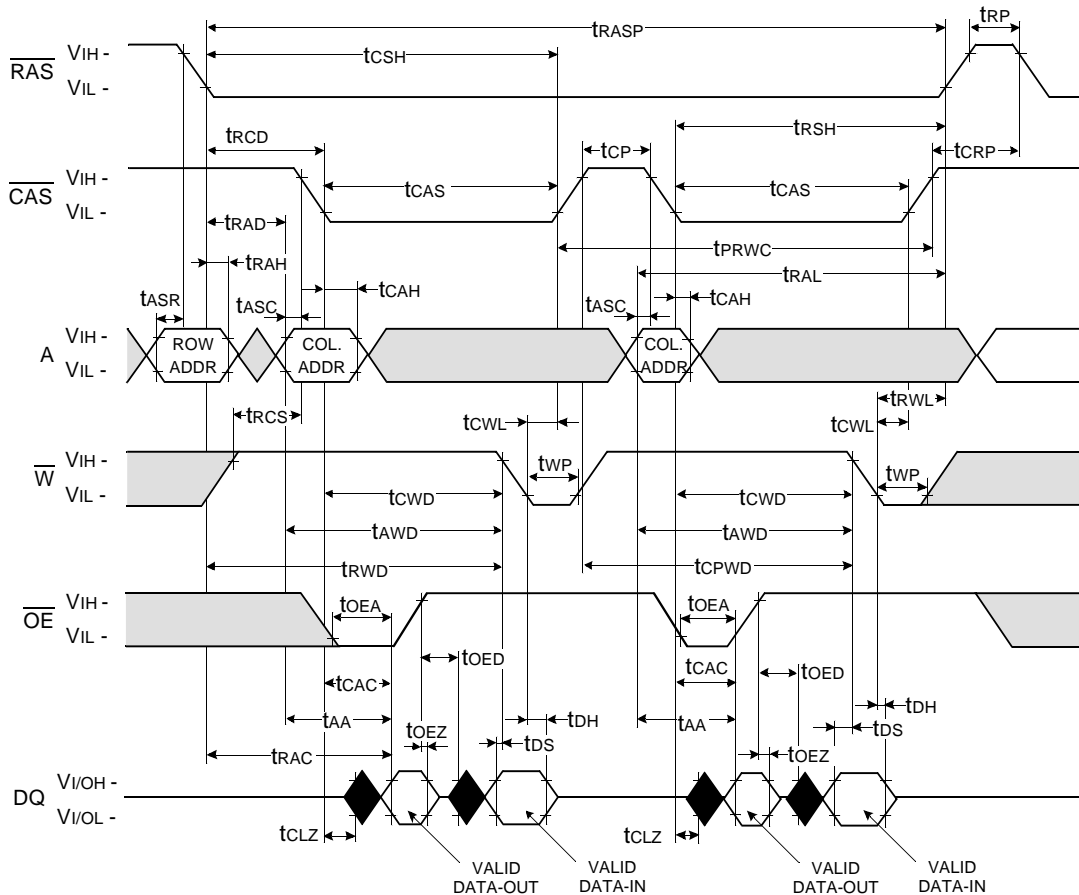 tRASP
tRP
tCSH
RAS
VIH -
VIL -
tRCD
tRSH
tCP
tCRP
CAS
VIH -
VIL -
tCAS
tCAS
tRAD
tPRWC
tRAH
tRAL
tASR
tASC
tCAH
tASC
tCAH
A
VIH -
VIL -
ROW
ADDR
COL.
ADDR
COL.
ADDR
tRCS
tCWL
tRWL
tCWL
W
VIH -
VIL -
tWP
tWP
tCWD
tCWD
tAWD
tAWD
tRWD
tCPWD
OE
VIH -
VIL -
tOEA
tOEA
tOED
tOED
tCAC
tCAC
tAA
tOEZ
tDH
tDS
tAA
tOEZ
tDH
tDS
tRAC
DQ
VI/OH -
VI/OL -
tCLZ
tCLZ
VALID
DATA-OUT
VALID
DATA-IN
VALID
DATA-OUT
VALID
DATA-IN